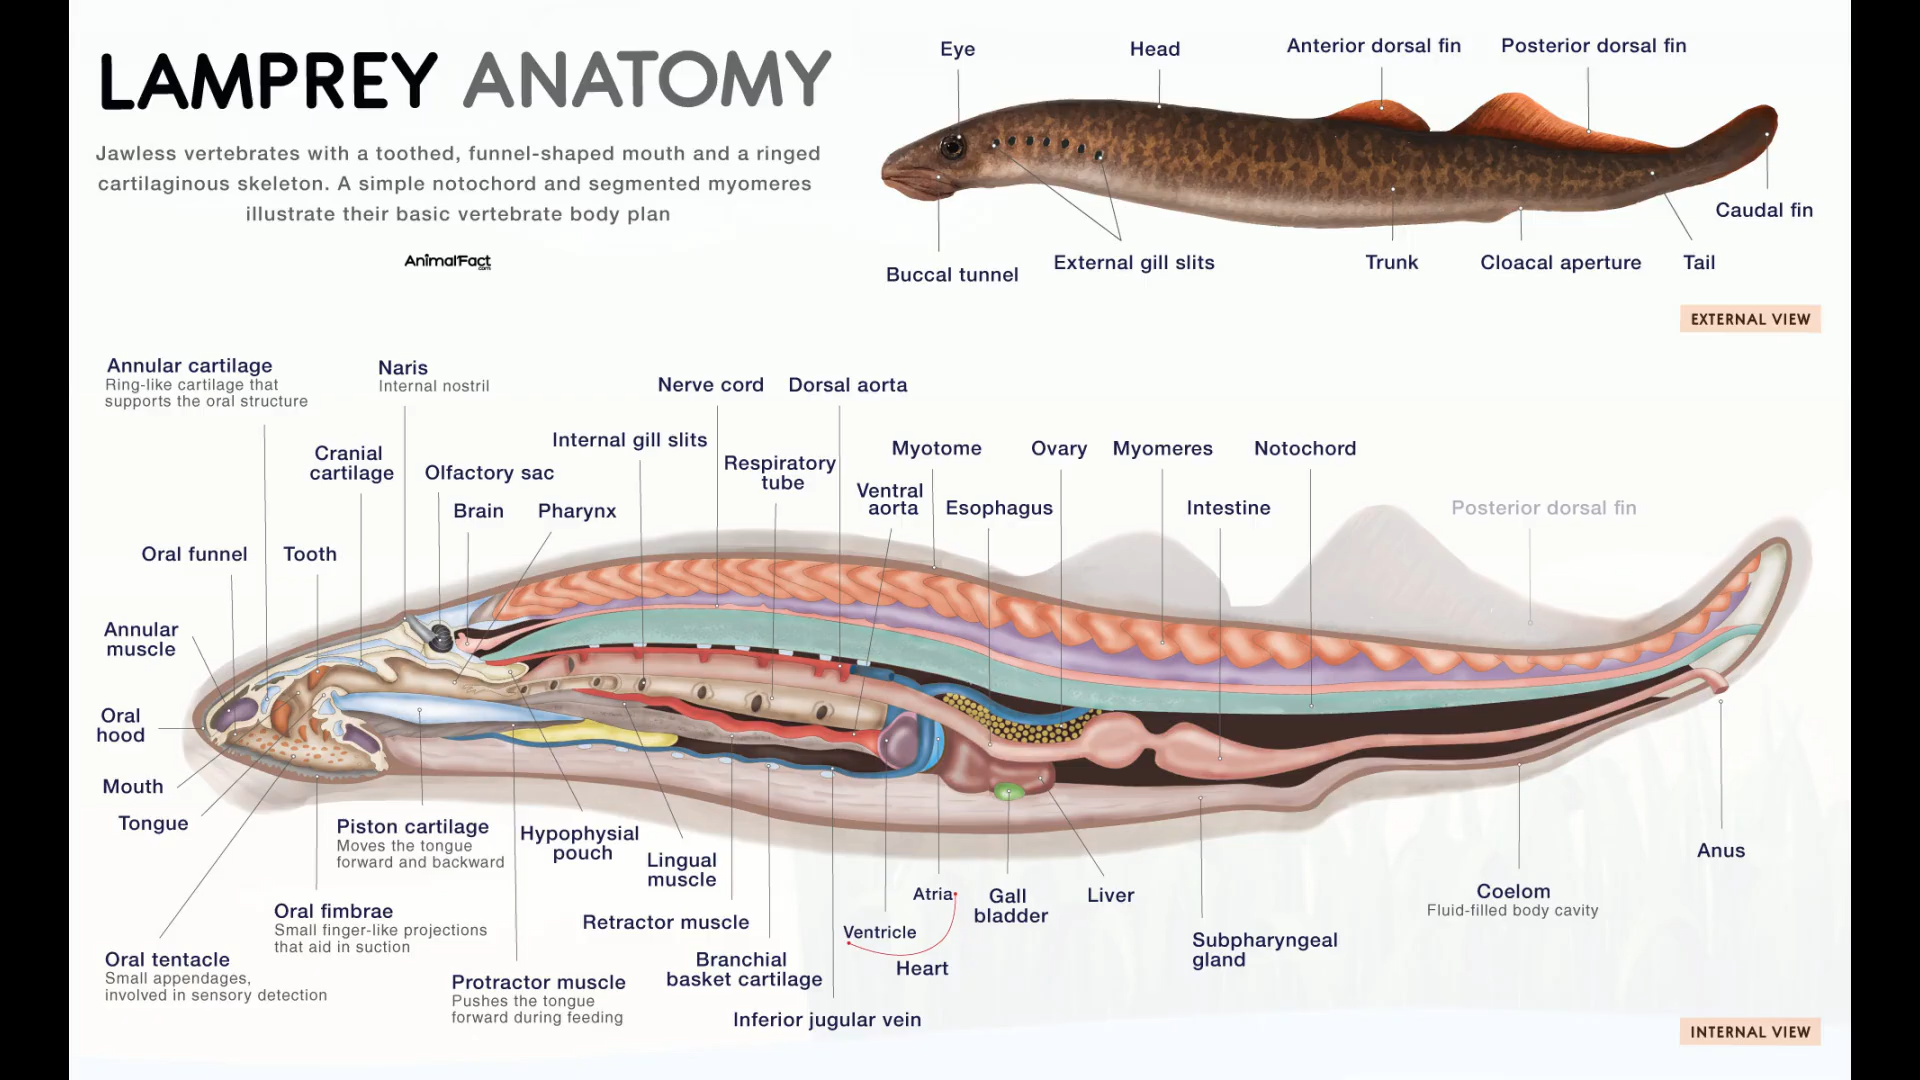 LAMPREY ANATOMY
Jawless vertebrates with a toothed, funnel-shaped mouth and a ringed
cartilaginous skeleton. A simple notochord and segmented myomeres
illustrate their basic vertebrate body plan
AnimalFact
.com
Eye
Head
Anterior dorsal fin
Posterior dorsal fin
Caudal fin
Buccal tunnel
External gill slits
Trunk
Cloacal aperture
Tail
EXTERNAL VIEW
Annular cartilage
Ring-like cartilage that
supports the oral structure
Naris
Internal nostril
Nerve cord
Dorsal aorta
Cranial
cartilage
Olfactory sac
Internal gill slits
Respiratory
tube
Myotome
Ovary
Myomeres
Notochord
Brain
Pharynx
Ventral
aorta
Esophagus
Intestine
Posterior dorsal fin
Oral funnel
Tooth
Annular
muscle
Oral
hood
Mouth
Tongue
Piston cartilage
Moves the tongue
forward and backward
Hypophysial
pouch
Lingual
muscle
Atria
Gall
bladder
Liver
Anus
Coelom
Fluid-filled body cavity
Oral fimbrae
Small finger-like projections
that aid in suction
Retractor muscle
Ventricle
Heart
Subpharyngeal
gland
Oral tentacle
Small appendages,
involved in sensory detection
Protractor muscle
Pushes the tongue
forward during feeding
Branchial
basket cartilage
Inferior jugular vein
INTERNAL VIEW